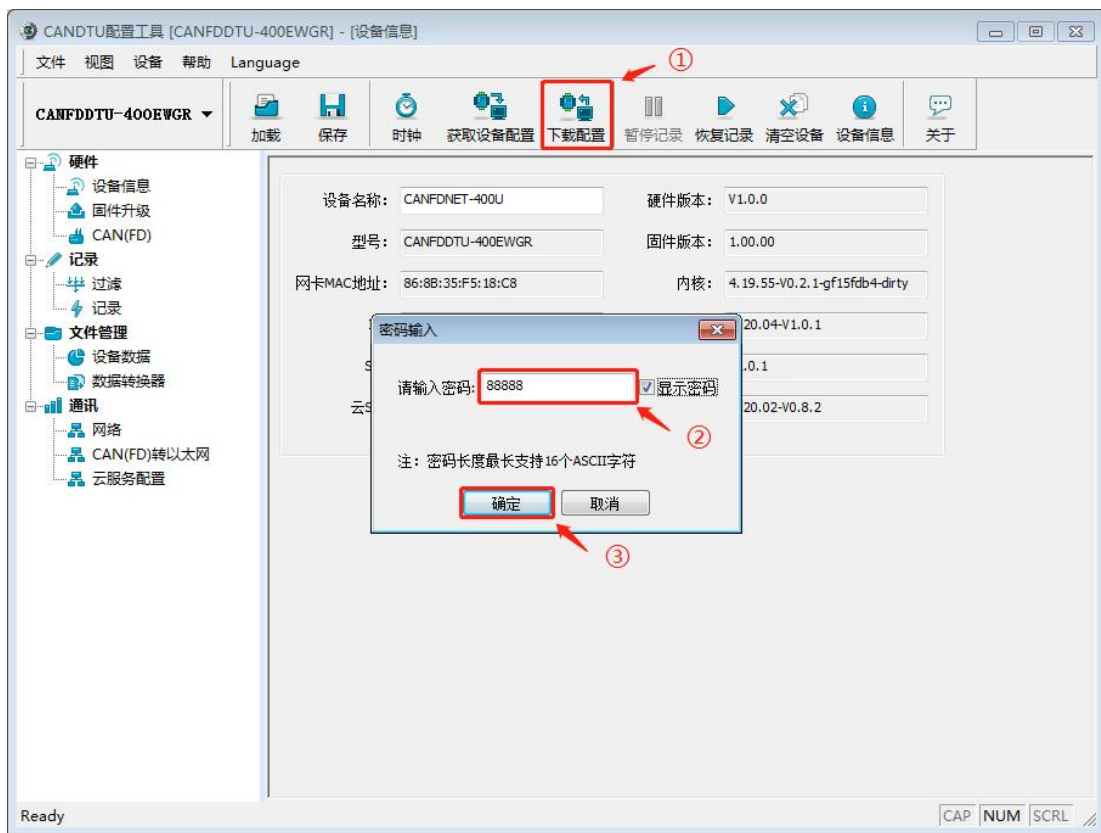 CANDTU配置工具 [CANFDDTU-400EWGR] - [设备信息]
文件 视图 设备 帮助 Language
①
CANFDDTU-400EWGR
加载 保存 时钟 获取设备配置 下载配置 暂停记录 恢复记录 清空设备 设备信息 关于
硬件
设备信息
固件升级
CAN(FD)
记录
过滤
记录
文件管理
设备数据
数据转换器
通讯
网络
CAN(FD)转以太网
云服务配置
设备名称: CANFDNET-400U 硬件版本: V1.0.0
型号: CANFDDTU-400EWGR 固件版本: 1.00.00
网卡MAC地址: 86:8B:35:F5:18:C8 内核: 4.19.55-V0.2.1-gf15fdb4-dirty
20.04-V1.0.1
S .0.1
云S 20.02-V0.8.2
密码输入
请输入密码: 88888 显示密码
②
注：密码长度最长支持16个ASCII字符
确定 取消
③
Ready CAP NUM SCRL